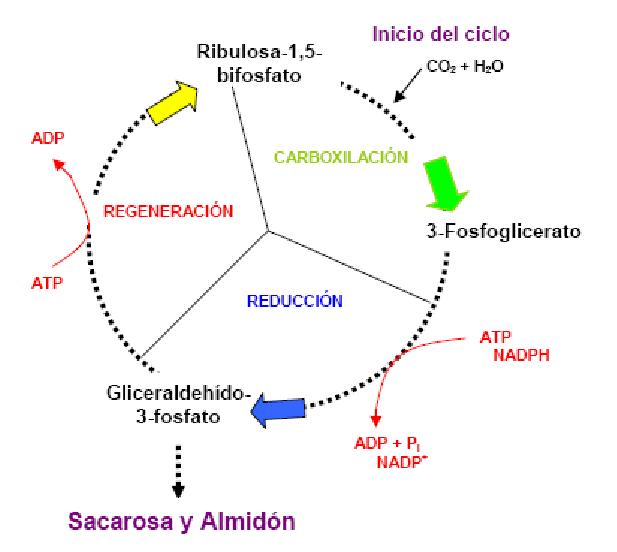 Inicio del ciclo
Ribulosa-1,5-
bifosfato
CO₂ + H₂O
ADP
CARBOXILACIÓN
REGENERACIÓN
3-Fosfoglicerato
ATP
REDUCCIÓN
ATP
NADPH
Gliceraldehído-
3-fosfato
ADP + Pᵢ
NADP⁺
Sacarosa y Almidón